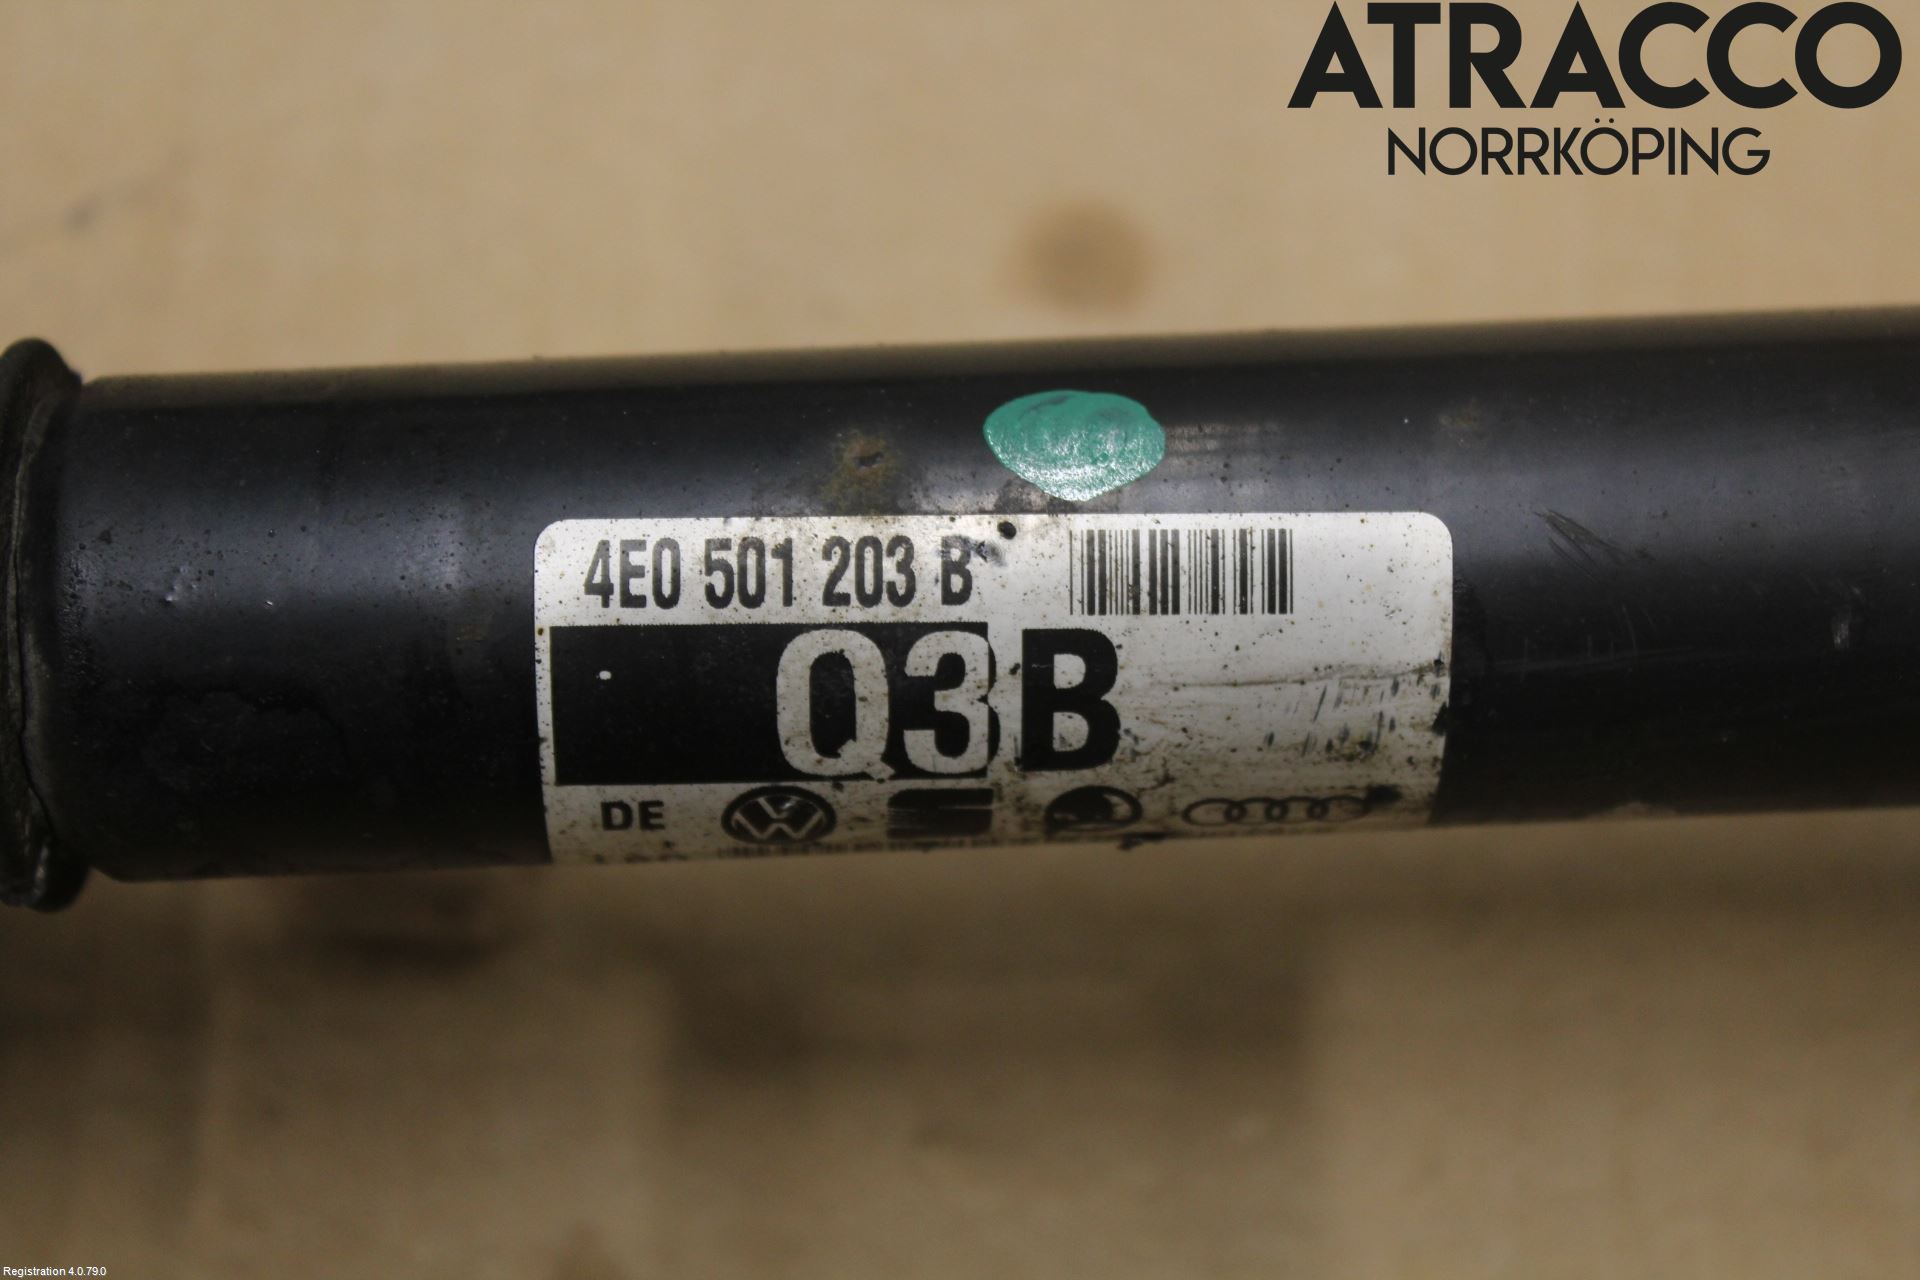 ATRACCO
NORRKÖPING
4E0 501 203 B
Q3B
DE
Registration 4.0.79.0